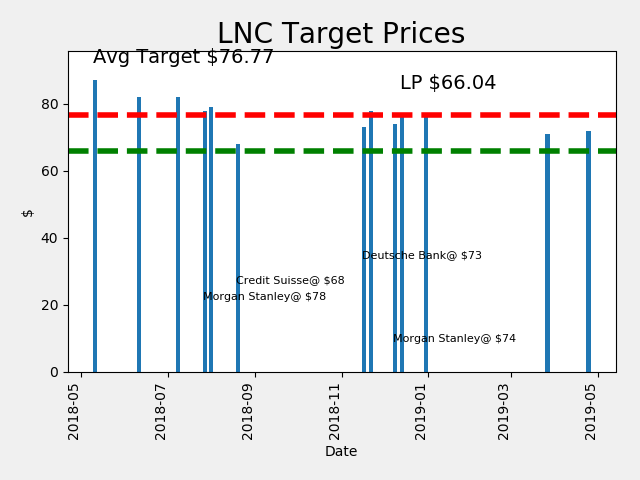 LNC Target Prices
Avg Target $76.77
LP $66.04
80
60
40
20
0
$
Deutsche Bank@ $73
Credit Suisse@ $68
Morgan Stanley@ $78
Morgan Stanley@ $74
2018-05
2018-07
2018-09
2018-11
2019-01
2019-03
2019-05
Date